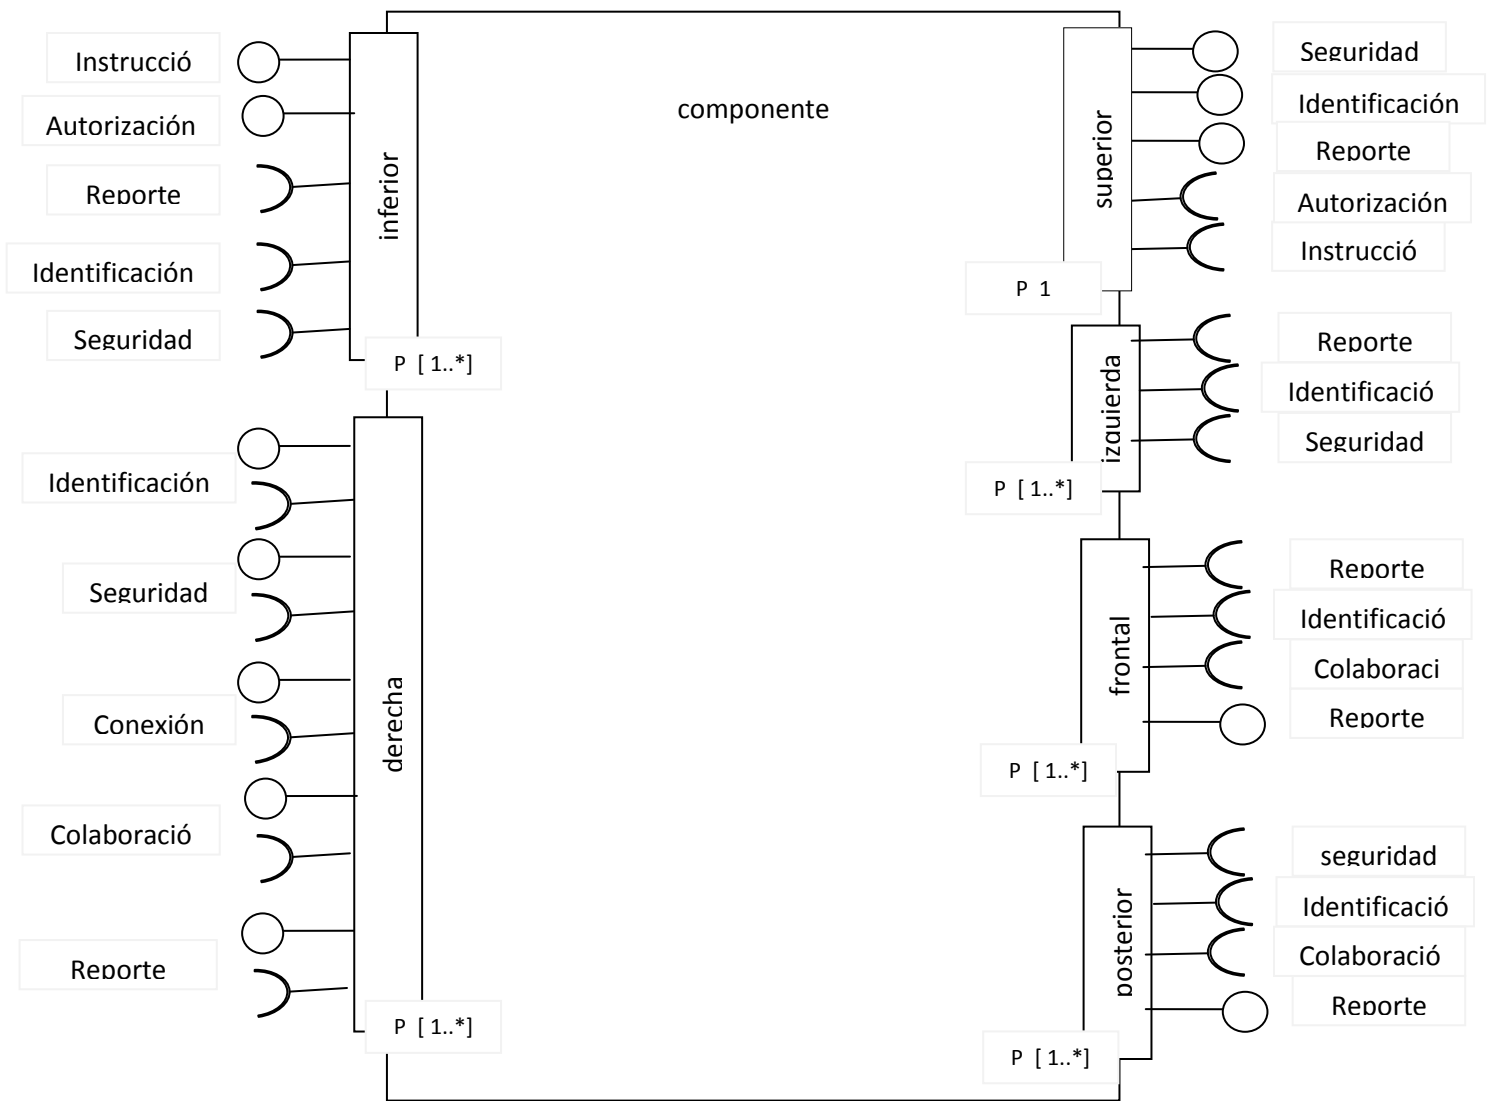 componente
Instrucció
Autorización
Reporte
Identificación
Seguridad
inferior
P [ 1..*]
Identificación
Seguridad
Conexión
Colaboració
Reporte
derecha
P [ 1..*]
superior
Seguridad
Identificación
Reporte
Autorización
Instrucció
P 1
izquierda
Reporte
Identificació
Seguridad
P [ 1..*]
frontal
Reporte
Identificació
Colaboraci
Reporte
P [ 1..*]
posterior
seguridad
Identificació
Colaboració
Reporte
P [ 1..*]